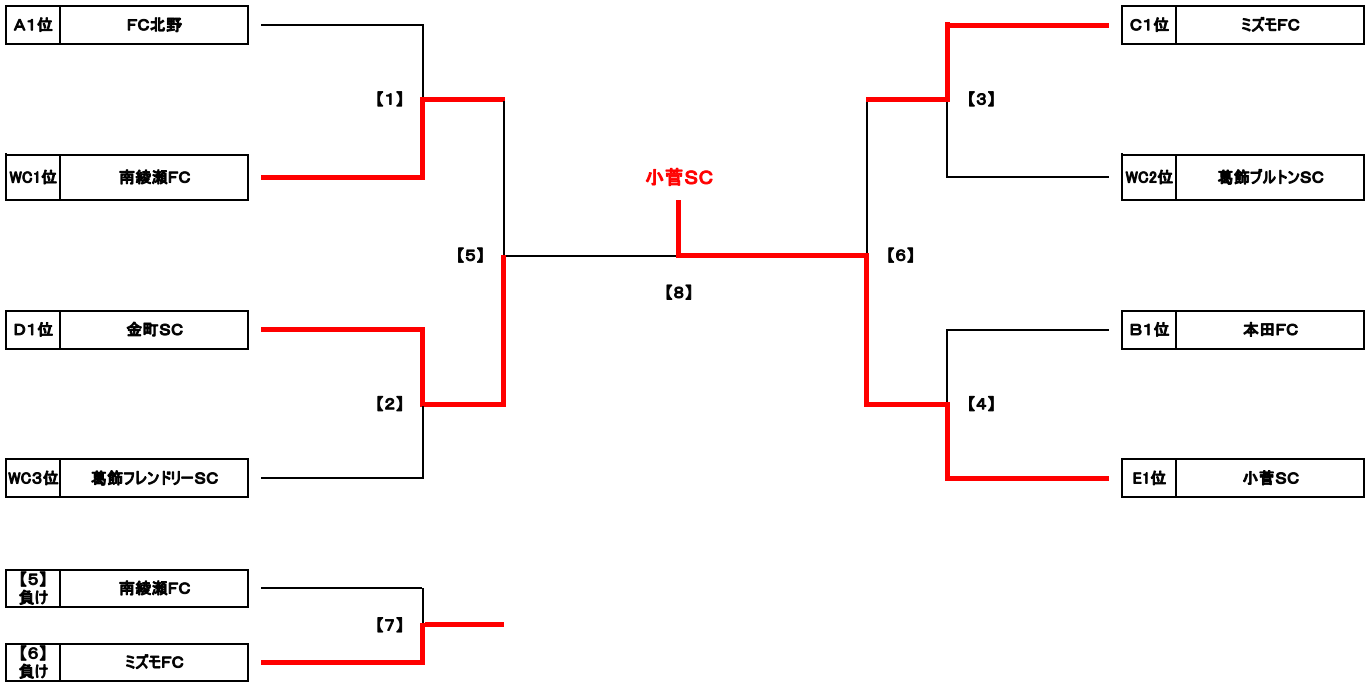 A1位 FC北野
C1位 ミズモFC
【1】
【3】
WC1位 南綾瀬FC
小菅SC
WC2位 葛飾ブルトンSC
【5】
【6】
【8】
D1位 金町SC
B1位 本田FC
【2】
【4】
WC3位 葛飾フレンドリーSC
E1位 小菅SC
【5】
負け
南綾瀬FC
【7】
【6】
負け
ミズモFC